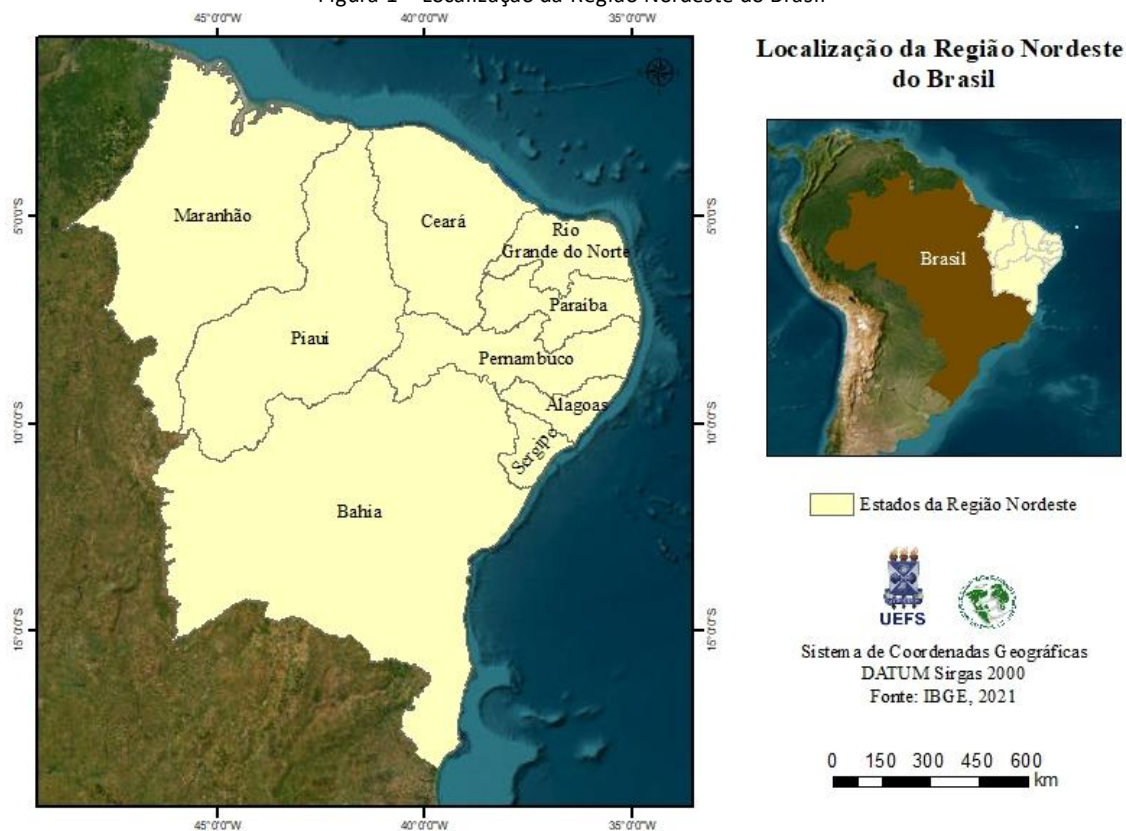 Figura 1 – Localização da Região Nordeste do Brasil
45°0'0"W 40°0'0"W 35°0'0"W
5°0'0"S
10°0'0"S
15°0'0"S
Maranhão
Ceará
Rio
Grande do Norte
Paraíba
Piauí
Pernambuco
Alagoas
Sergipe
Bahia
5°0'0"S
10°0'0"S
15°0'0"S
45°0'0"W 40°0'0"W 35°0'0"W
Localização da Região Nordeste
do Brasil
Brasil
Estados da Região Nordeste
UEFS
Sistema de Coordenadas Geográficas
DATUM Sirgas 2000
Fonte: IBGE, 2021
0 150 300 450 600
km